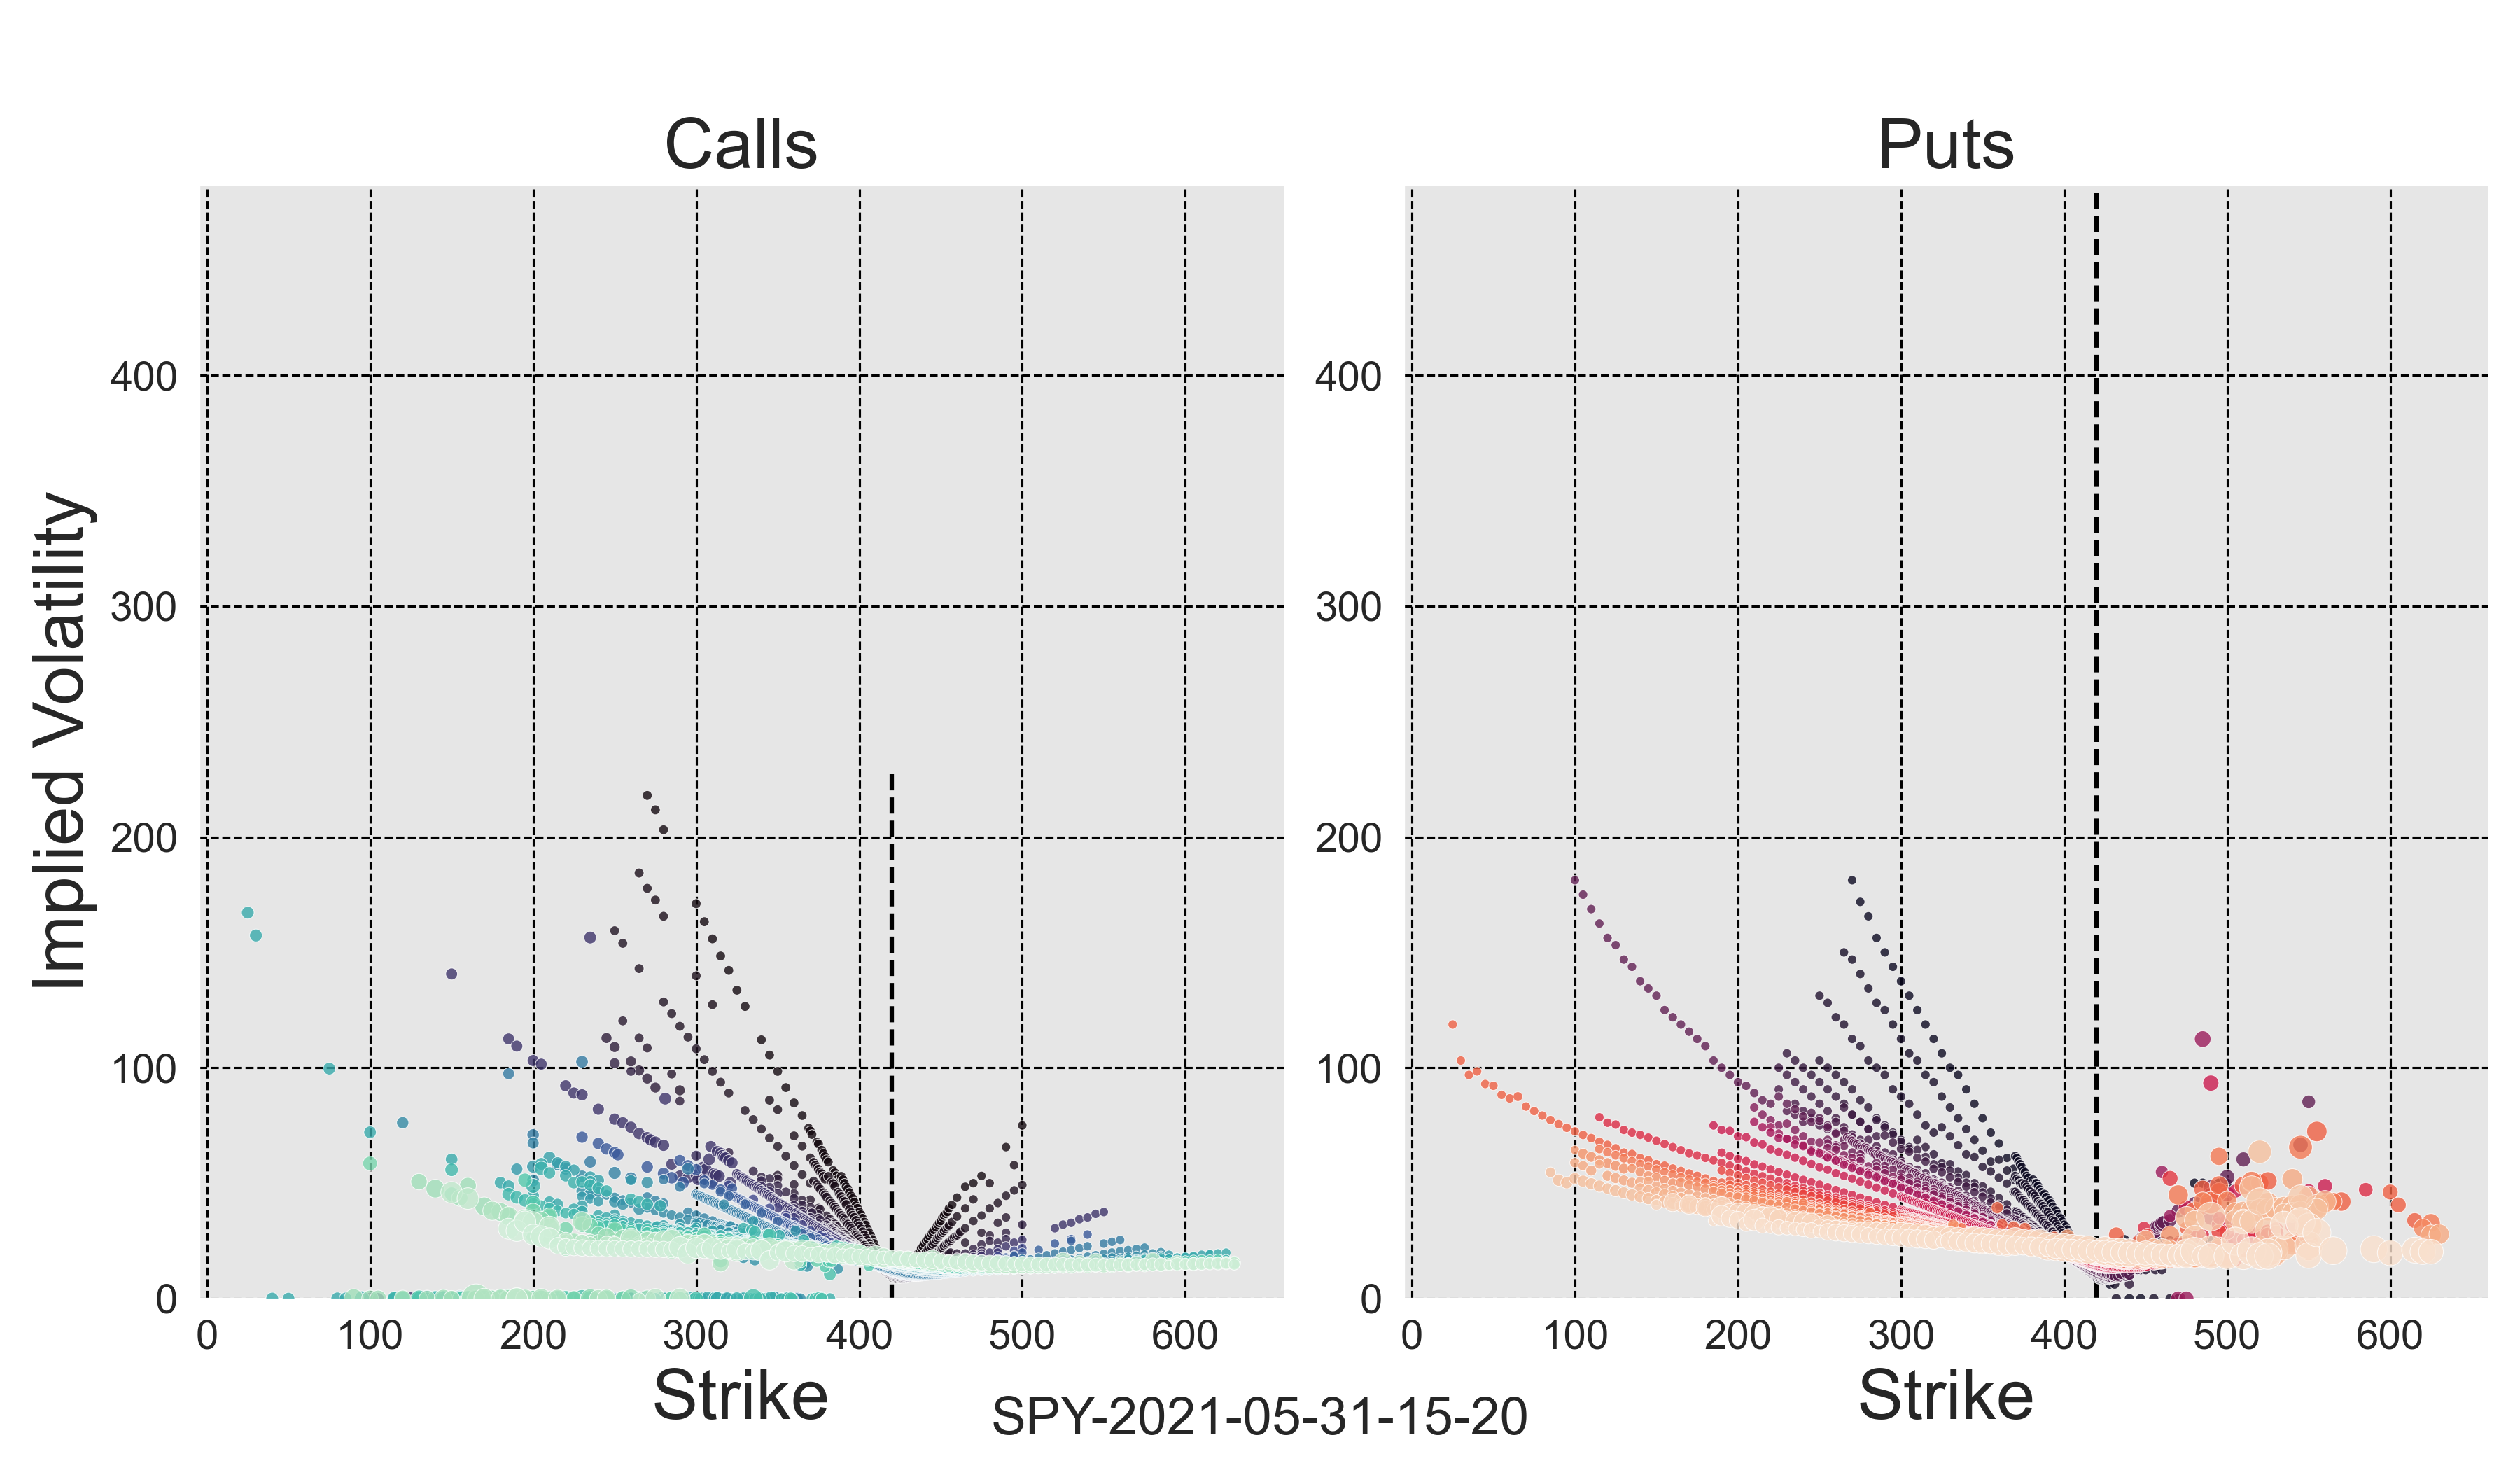 Calls Puts
Implied Volatility
400 400
300 300
200 200
100 100
0 0
0 100 200 300 400 500 600 0 100 200 300 400 500 600
Strike Strike
SPY-2021-05-31-15-20